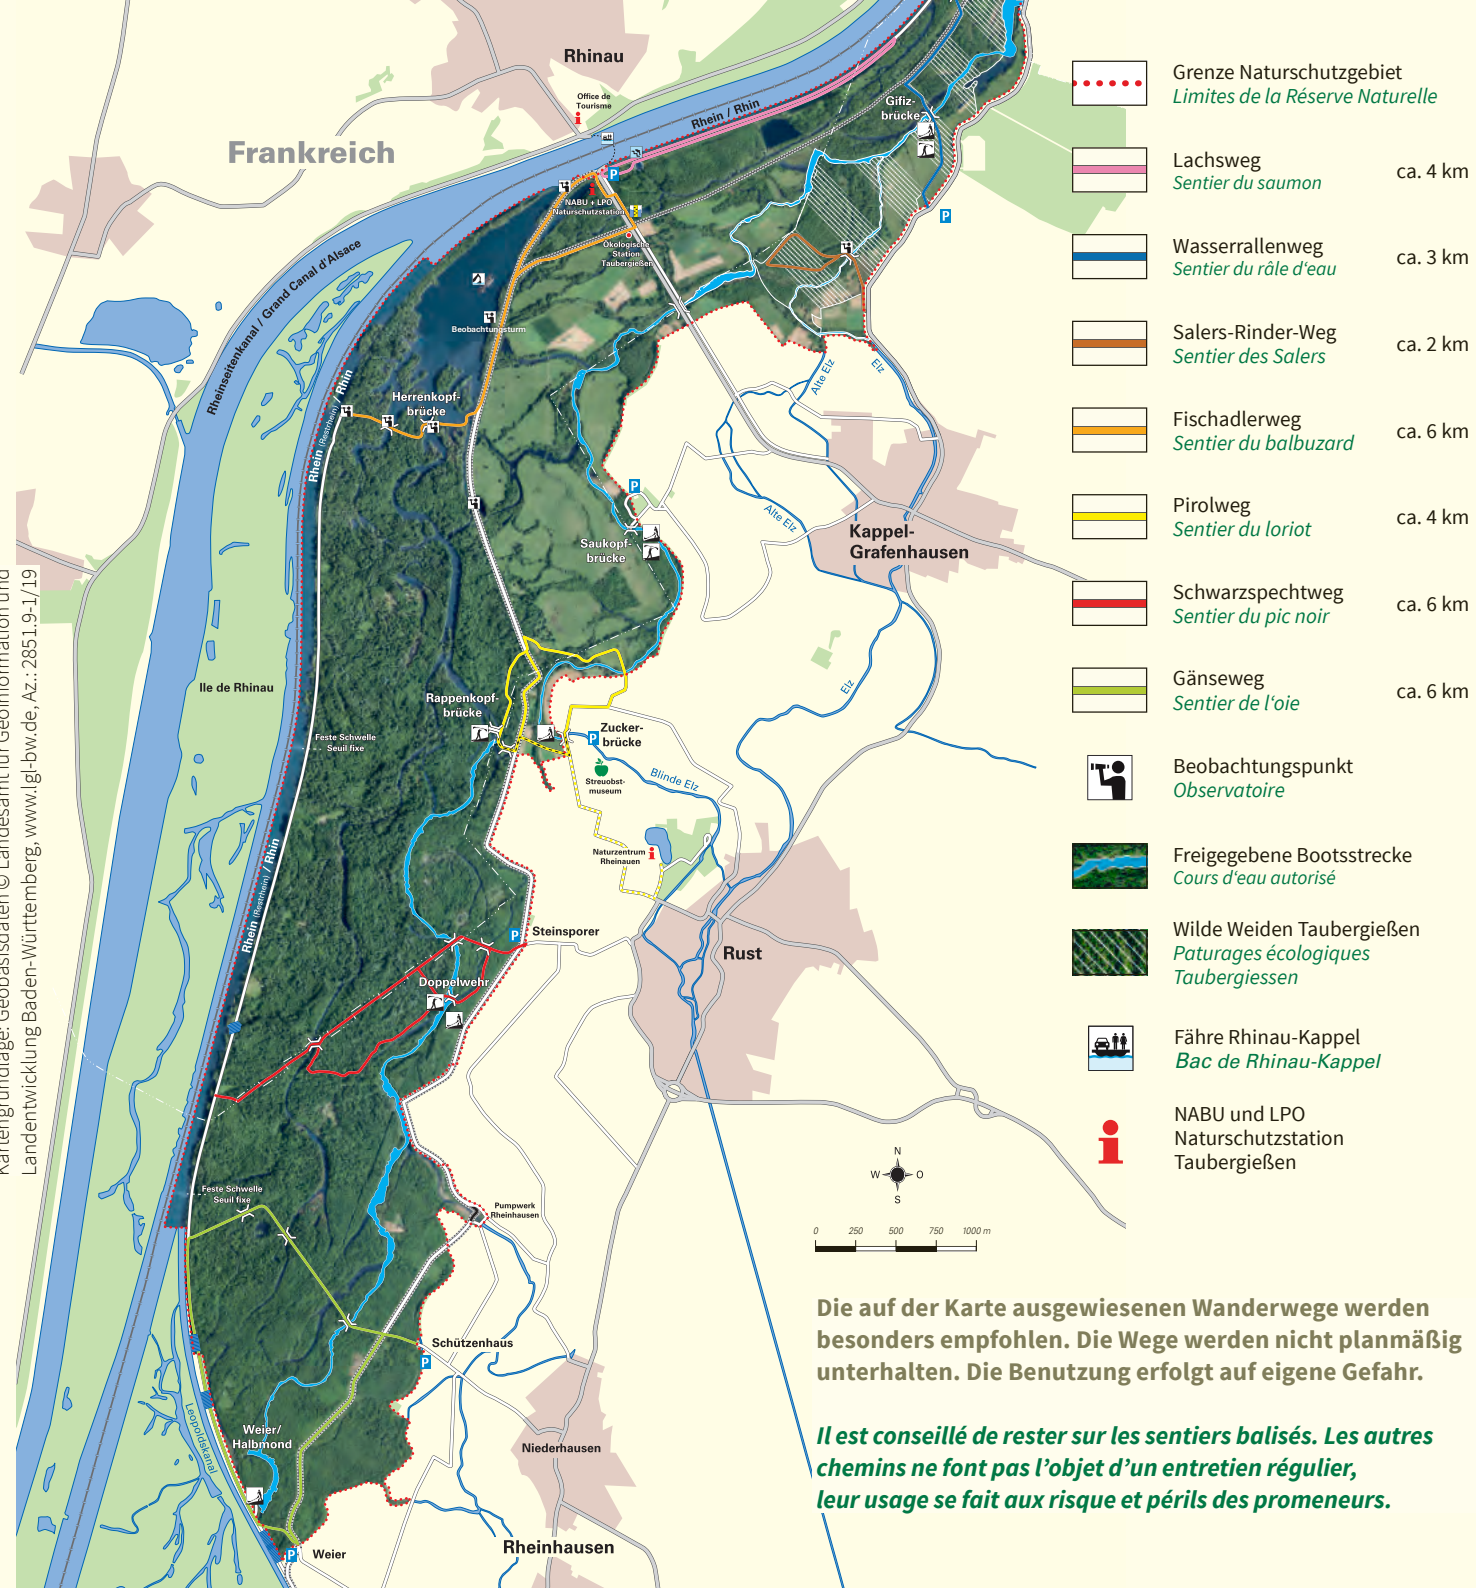 Rhinau
Office de
Tourisme
Frankreich
Rhein / Rhin
Gifiz-
brücke
P
P
NABU + LPO
Naturschutzstation
Ökologische
Station
Taubergießen
Rheinseitenkanal / Grand Canal d'Alsace
Beobachtungsturm
Herrenkopf-
brücke
Rhein (Restrhein) / Rhin
Alte Elz
Elz
P
Alte Elz
Saukopf-
brücke
Kappel-
Grafenhausen
Ile de Rhinau
Rappenkopf-
brücke
Elz
Feste Schwelle
Seuil fixe
P
Zucker-
brücke
Streuobst-
museum
Blinde Elz
Naturzentrum
Rheinauen
Rhein (Restrhein) / Rhin
P
Steinsporer
Rust
Doppelwehr
Feste Schwelle
Seuil fixe
Pumpwerk
Rheinhausen
Schützenhaus
P
Leopoldskanal
Weier/
Halbmond
Niederhausen
P
Weier
Rheinhausen
Kartengrundlage: Geobasisdaten © Landesamt für Geoinformation und
Landentwicklung Baden-Württemberg, www.lgl-bw.de, Az.: 2851.9-1/19
Grenze Naturschutzgebiet
Limites de la Réserve Naturelle
Lachsweg
ca. 4 km
Sentier du saumon
Wasserrallenweg
ca. 3 km
Sentier du râle d'eau
Salers-Rinder-Weg
ca. 2 km
Sentier des Salers
Fischadlerweg
ca. 6 km
Sentier du balbuzard
Pirolweg
ca. 4 km
Sentier du loriot
Schwarzspechtweg
ca. 6 km
Sentier du pic noir
Gänseweg
ca. 6 km
Sentier de l'oie
Beobachtungspunkt
Observatoire
Freigegebene Bootsstrecke
Cours d'eau autorisé
Wilde Weiden Taubergießen
Paturages écologiques
Taubergiessen
Fähre Rhinau-Kappel
Bac de Rhinau-Kappel
NABU und LPO
Naturschutzstation
Taubergießen
N
W O
S
0 250 500 750 1000 m
Die auf der Karte ausgewiesenen Wanderwege werden
besonders empfohlen. Die Wege werden nicht planmäßig
unterhalten. Die Benutzung erfolgt auf eigene Gefahr.
Il est conseillé de rester sur les sentiers balisés. Les autres
chemins ne font pas l'objet d'un entretien régulier,
leur usage se fait aux risque et périls des promeneurs.